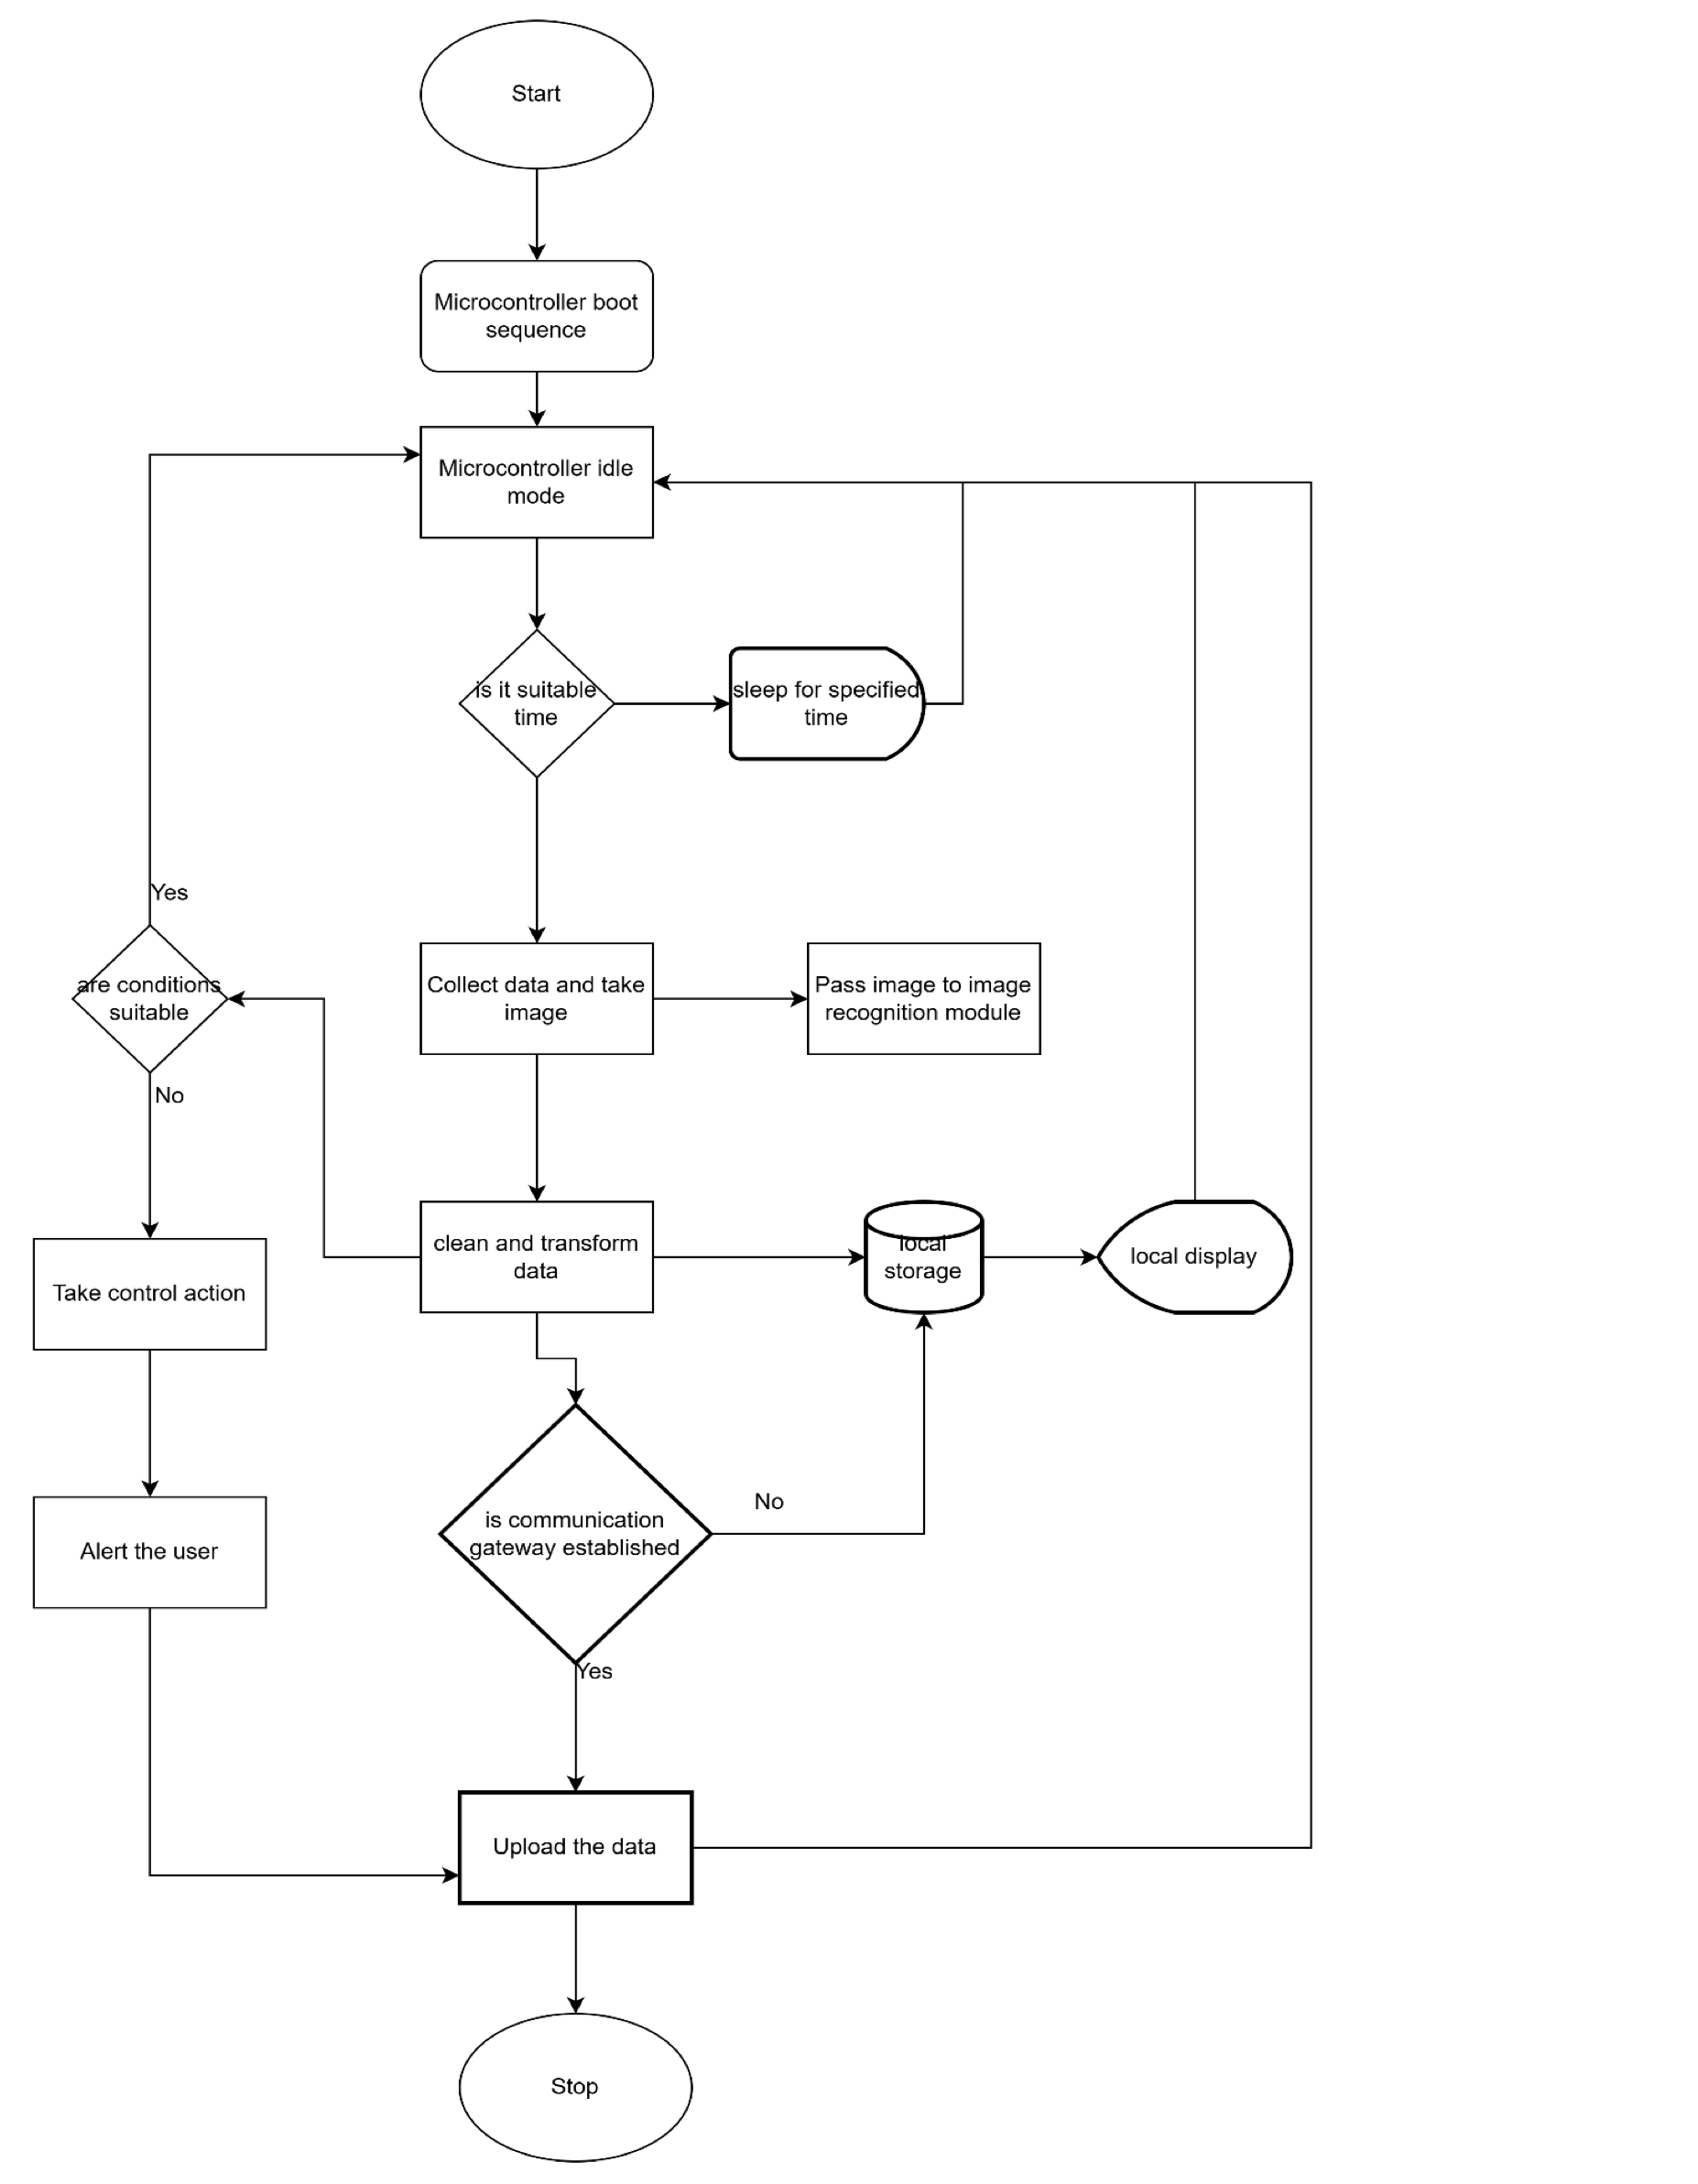 Start
Microcontroller boot
sequence
Microcontroller idle
mode
is it suitable
time
sleep for specified
time
Yes
are conditions
suitable
Collect data and take
image
Pass image to image
recognition module
No
Take control action
clean and transform
data
local
storage
local display
Alert the user
is communication
gateway established
No
Yes
Upload the data
Stop